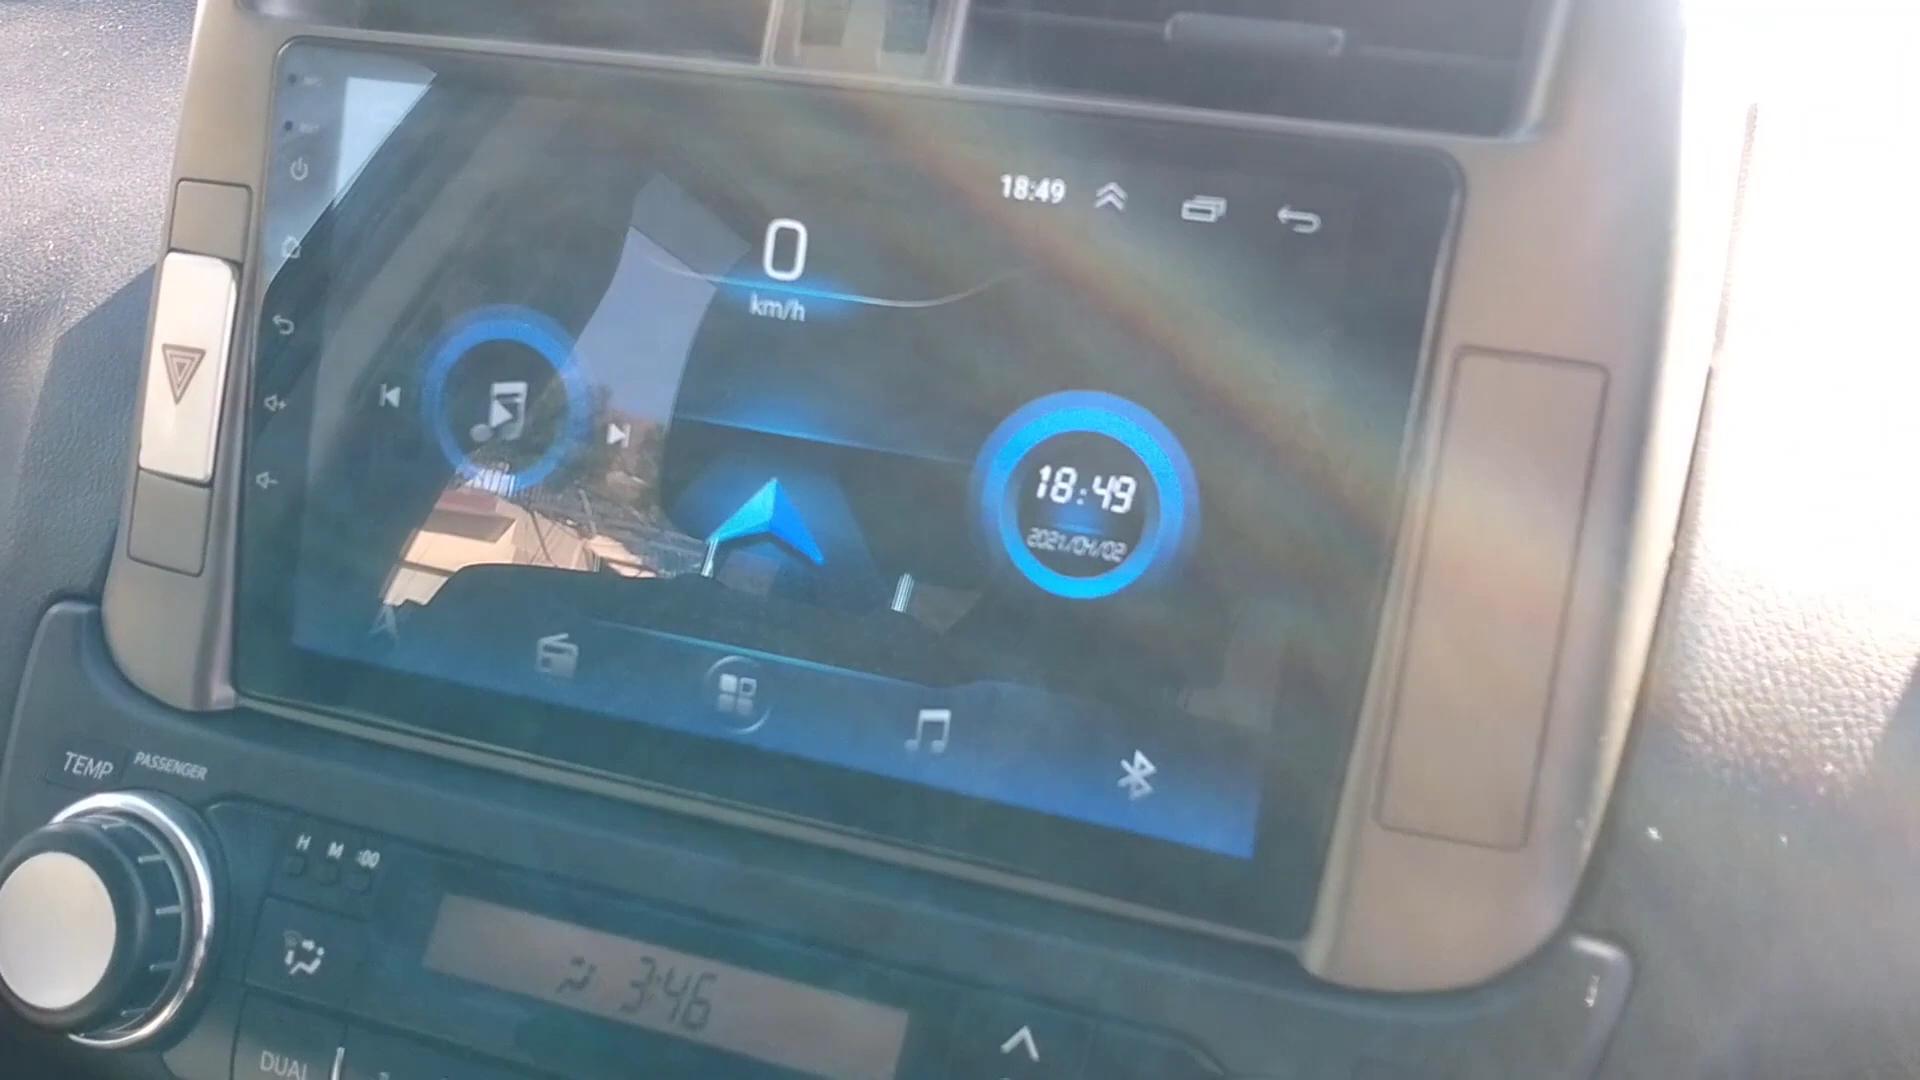 18:49
0
km/h
18:49
2021/04/02
TEMP
PASSENGER
H M :00
3:46
DUAL